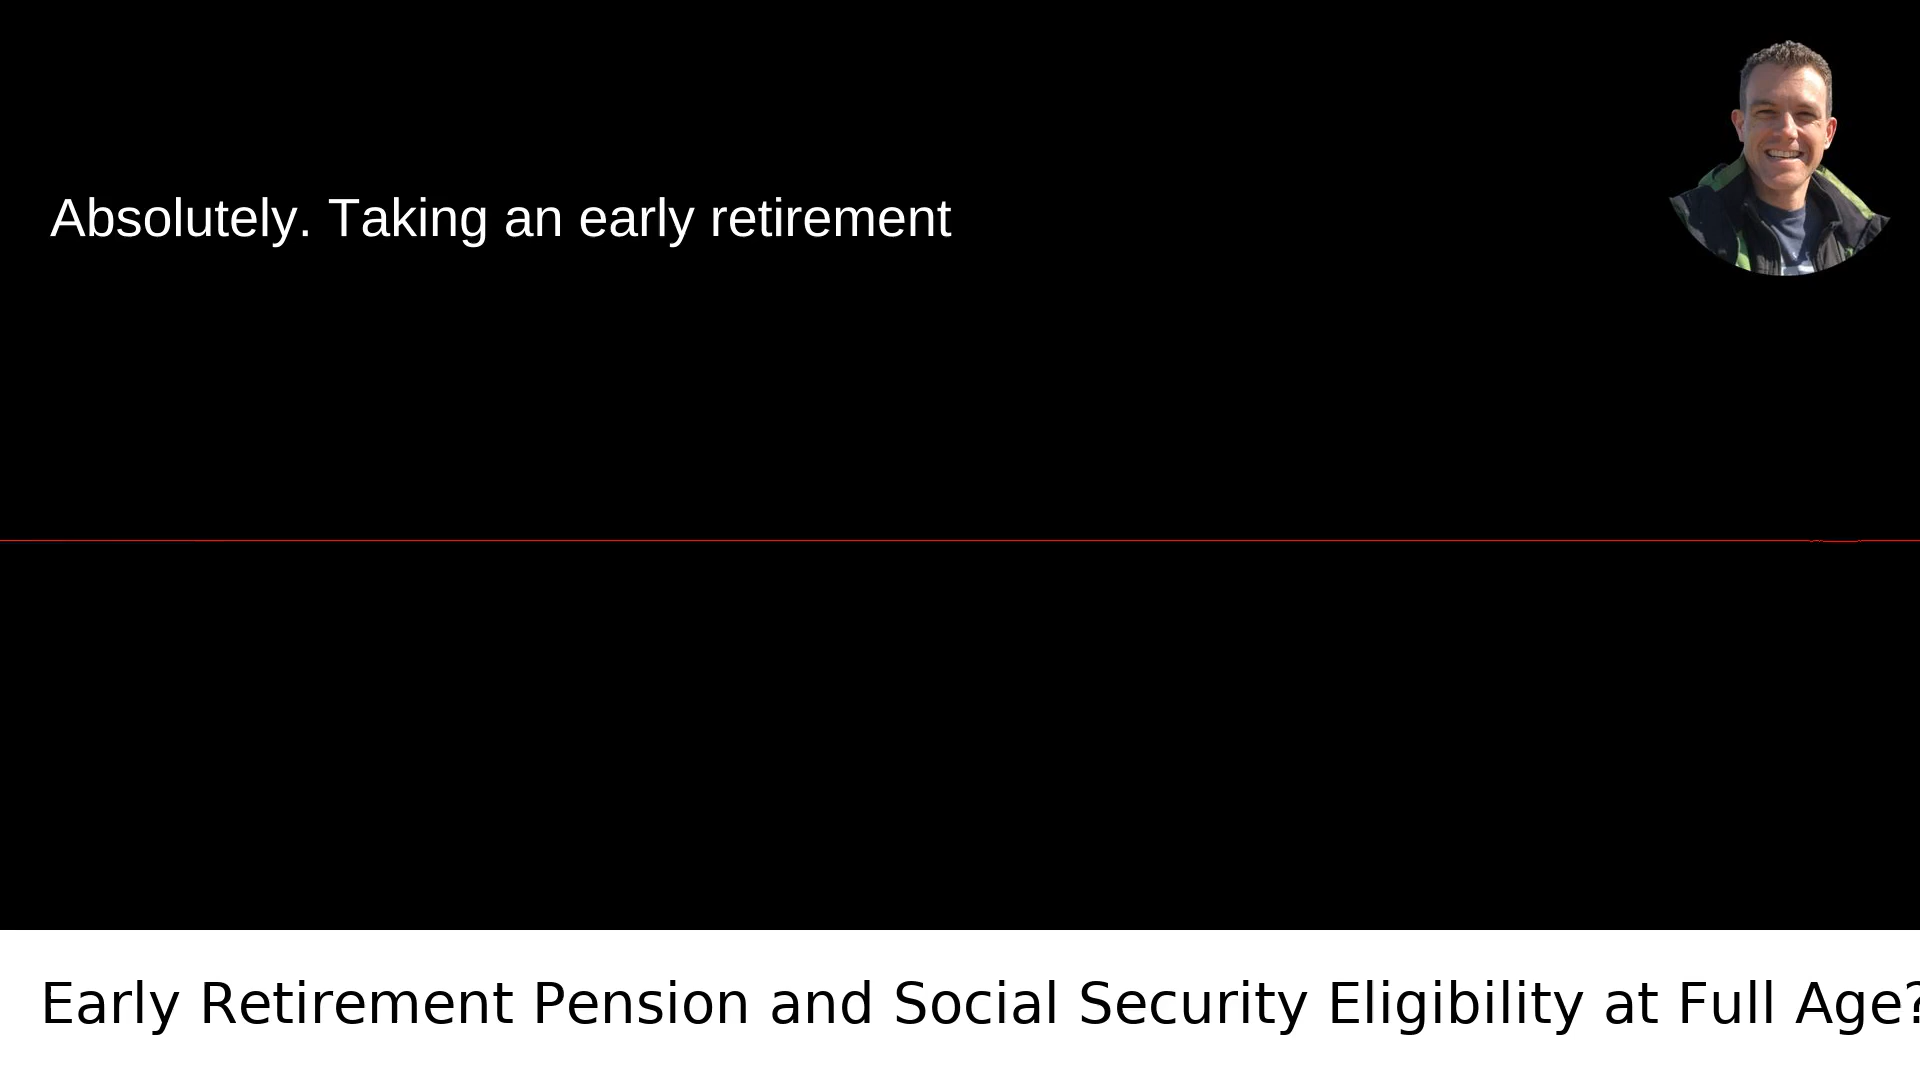 Absolutely. Taking an early retirement
Early Retirement Pension and Social Security Eligibility at Full Age?